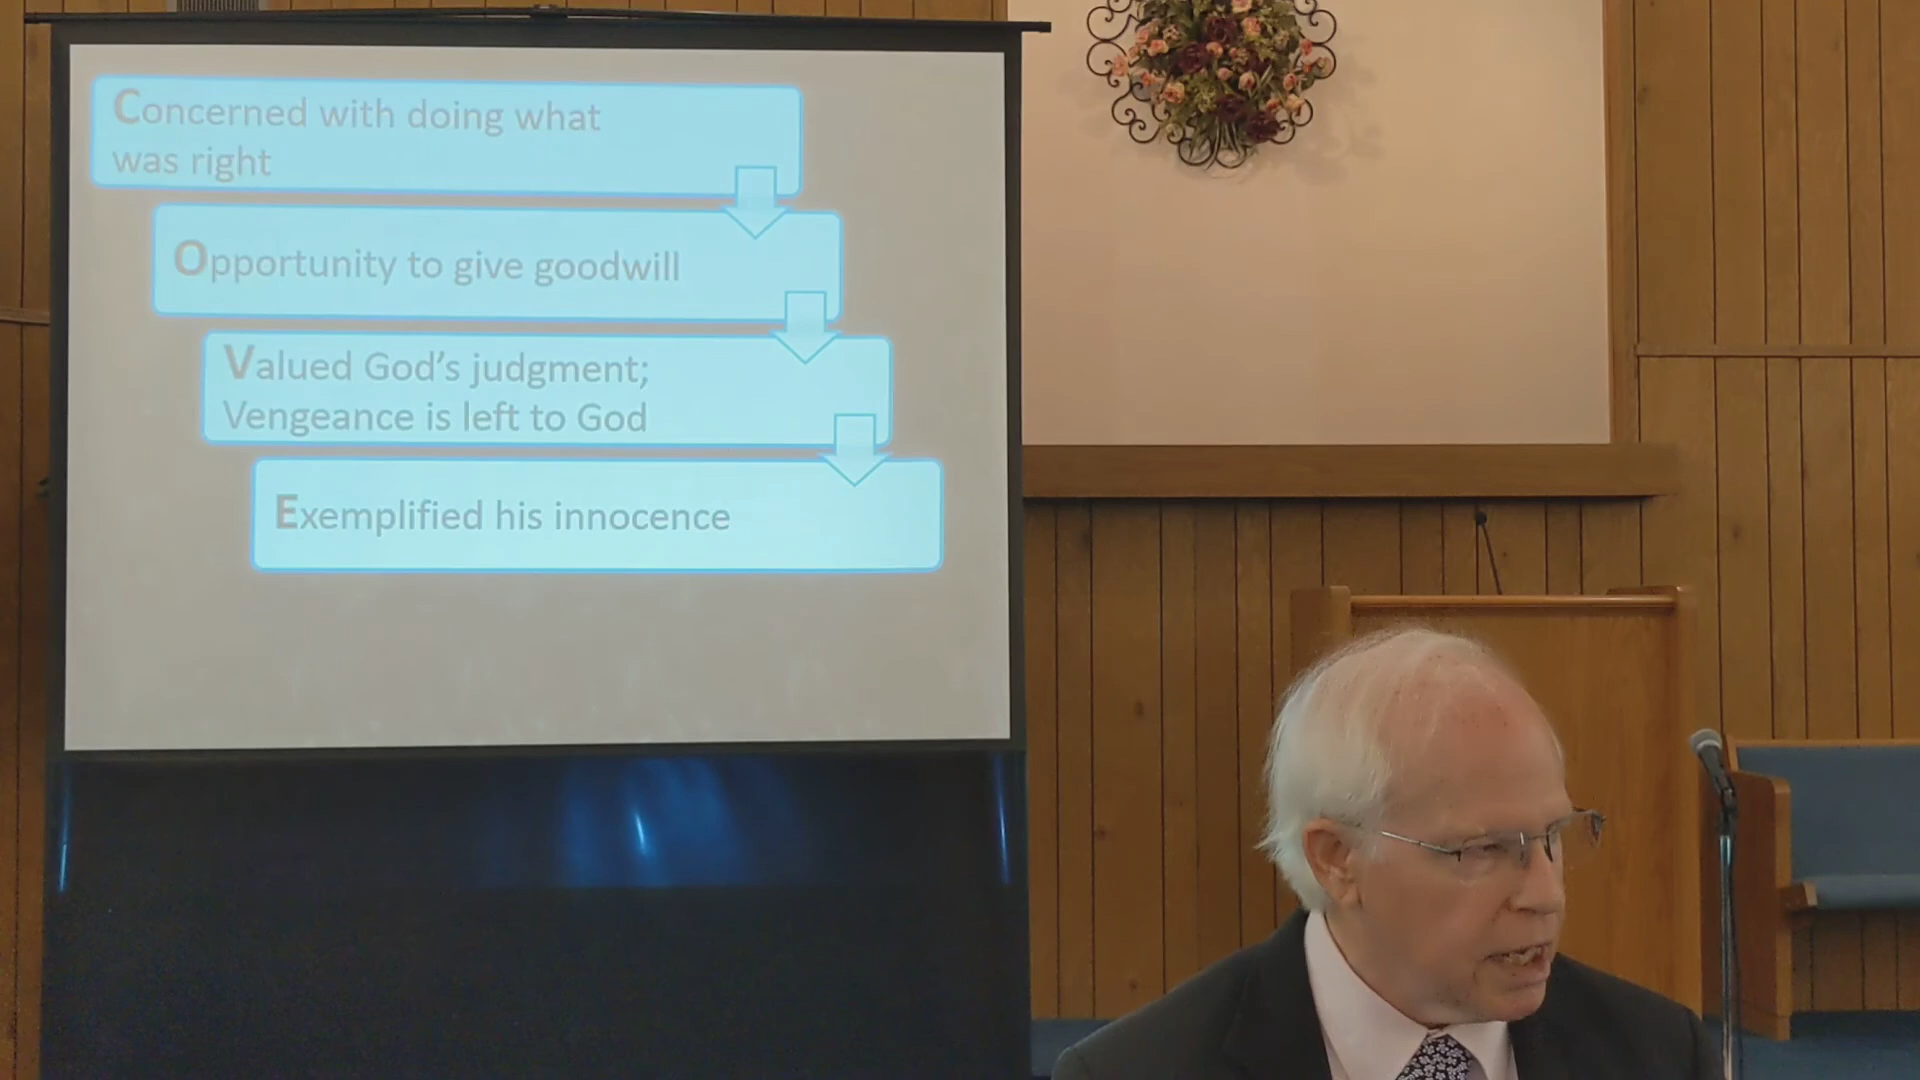 Concerned with doing what
was right
Opportunity to give goodwill
Valued God's judgment;
Vengeance is left to God
Exemplified his innocence